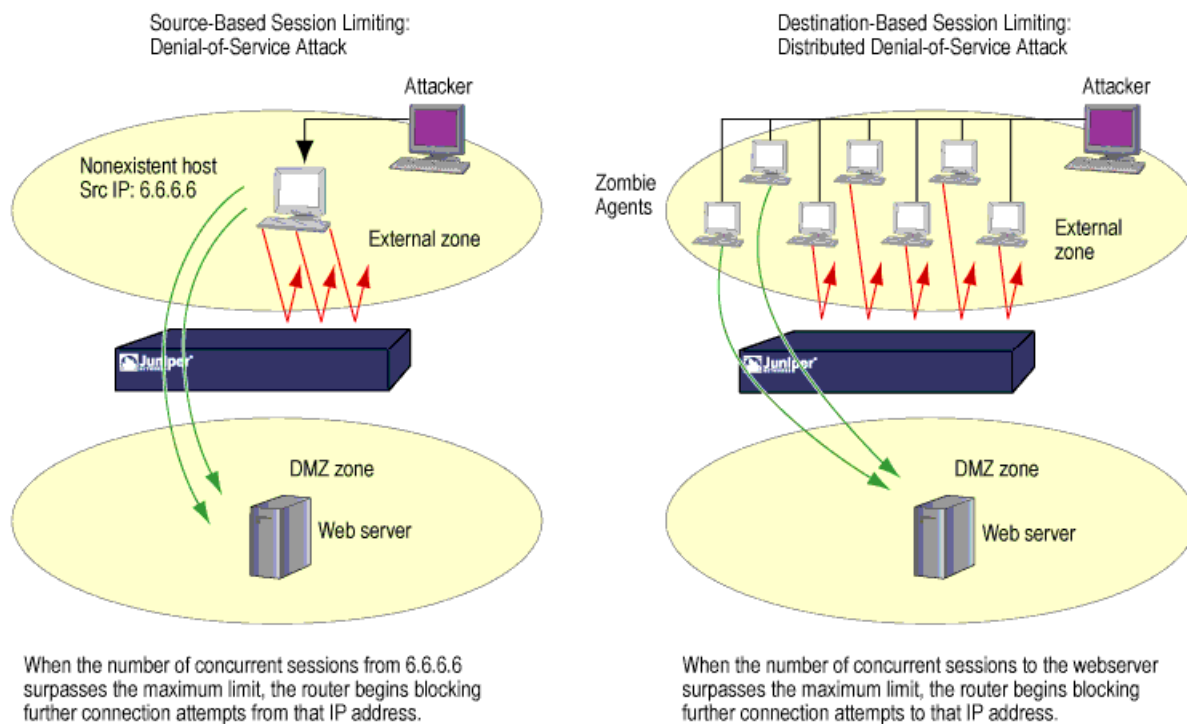 Source-Based Session Limiting:
Denial-of-Service Attack
Attacker
Nonexistent host
Src IP: 6.6.6.6
External zone
Juniper
NETWORKS
DMZ zone
Web server
When the number of concurrent sessions from 6.6.6.6
surpasses the maximum limit, the router begins blocking
further connection attempts from that IP address.
Destination-Based Session Limiting:
Distributed Denial-of-Service Attack
Attacker
Zombie
Agents
External
zone
Juniper
NETWORKS
DMZ zone
Web server
When the number of concurrent sessions to the webserver
surpasses the maximum limit, the router begins blocking
further connection attempts to that IP address.